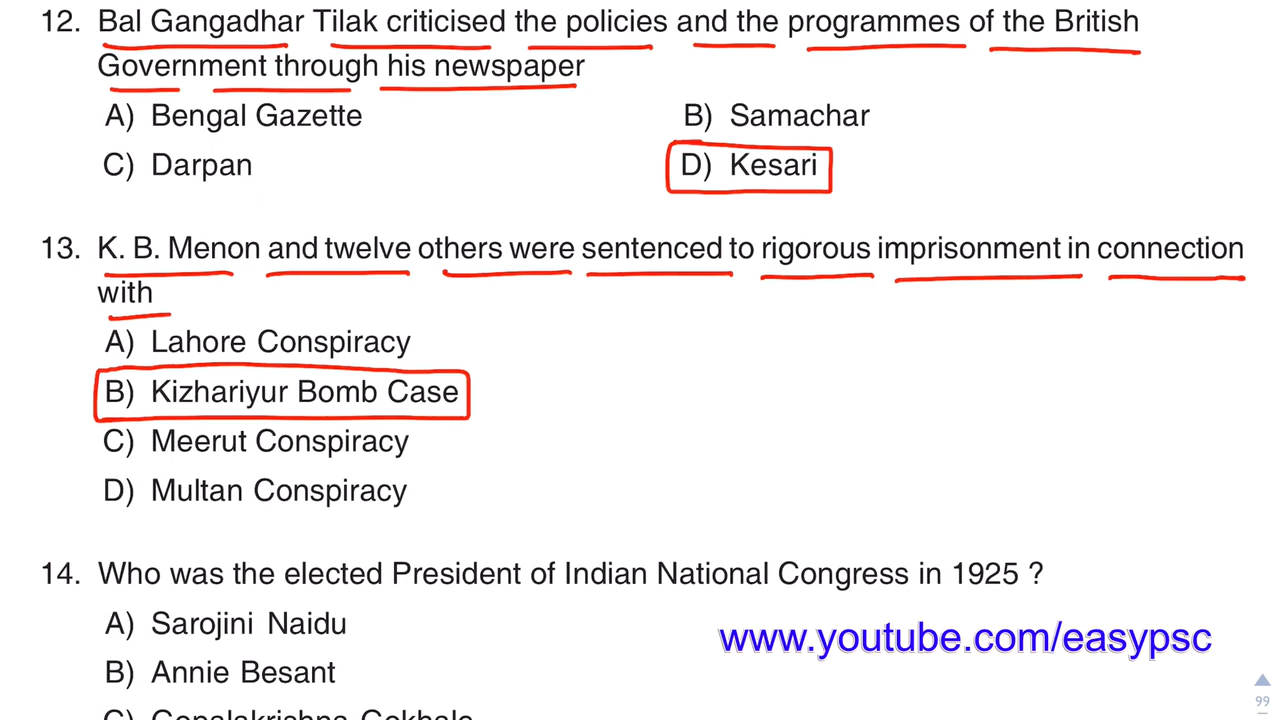 12. Bal Gangadhar Tilak criticised the policies and the programmes of the British
Government through his newspaper
A) Bengal Gazette
B) Samachar
C) Darpan
D) Kesari
13. K. B. Menon and twelve others were sentenced to rigorous imprisonment in connection
with
A) Lahore Conspiracy
B) Kizhariyur Bomb Case
C) Meerut Conspiracy
D) Multan Conspiracy
14. Who was the elected President of Indian National Congress in 1925 ?
A) Sarojini Naidu
B) Annie Besant
C) Gopalakrishna Gokhale
www.youtube.com/easypsc
99